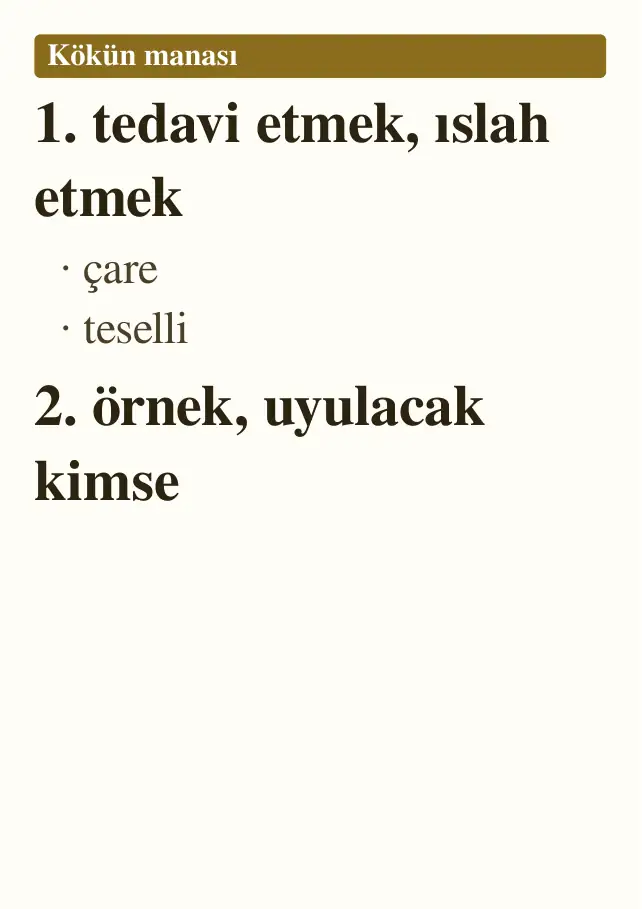 Kökün manası
1. tedavi etmek, ıslah
etmek
· çare
· teselli
2. örnek, uyulacak
kimse